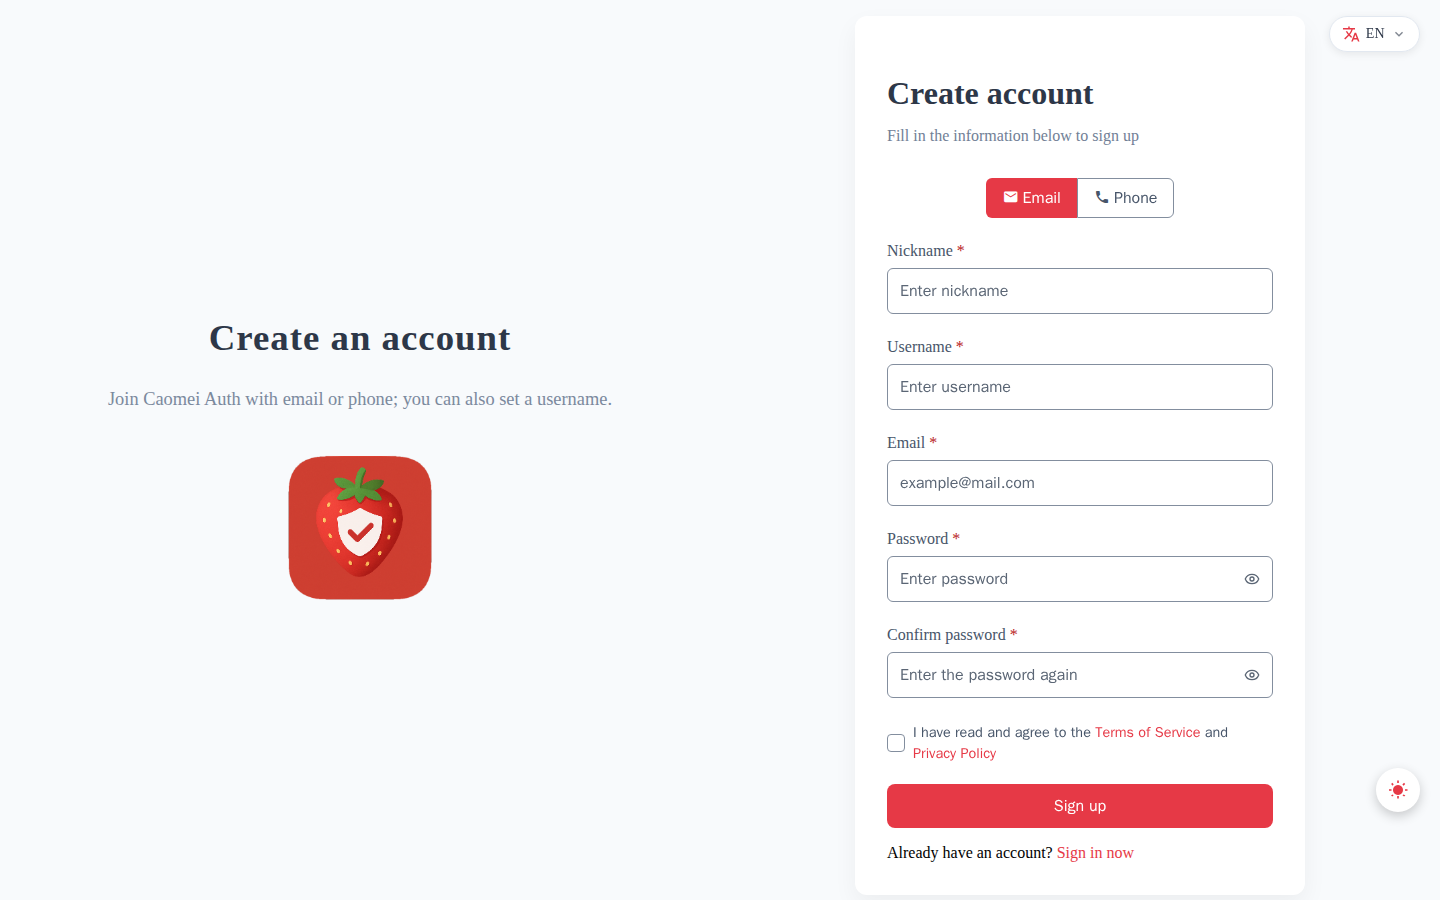 Create an account
Join Caomei Auth with email or phone; you can also set a username.
EN
Create account
Fill in the information below to sign up
Email
Phone
Nickname *
Enter nickname
Username *
Enter username
Email *
example@mail.com
Password *
Enter password
Confirm password *
Enter the password again
I have read and agree to the Terms of Service and
Privacy Policy
Sign up
Already have an account? Sign in now